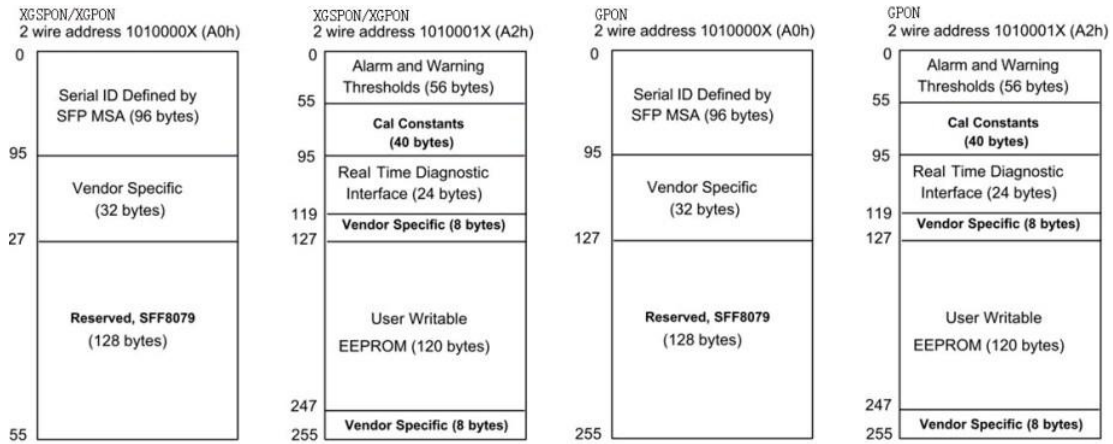 XGSPON/XGPON
2 wire address 1010000X (A0h)
0
Serial ID Defined by
SFP MSA (96 bytes)
95
Vendor Specific
(32 bytes)
27
Reserved, SFF8079
(128 bytes)
55
XGSPON/XGPON
2 wire address 1010001X (A2h)
0
Alarm and Warning
Thresholds (56 bytes)
55
Cal Constants
(40 bytes)
95
Real Time Diagnostic
Interface (24 bytes)
119
Vendor Specific (8 bytes)
127
User Writable
EEPROM (120 bytes)
247
Vendor Specific (8 bytes)
255
GPON
2 wire address 1010000X (A0h)
0
Serial ID Defined by
SFP MSA (96 bytes)
95
Vendor Specific
(32 bytes)
127
Reserved, SFF8079
(128 bytes)
255
GPON
2 wire address 1010001X (A2h)
0
Alarm and Warning
Thresholds (56 bytes)
55
Cal Constants
(40 bytes)
95
Real Time Diagnostic
Interface (24 bytes)
119
Vendor Specific (8 bytes)
127
User Writable
EEPROM (120 bytes)
247
Vendor Specific (8 bytes)
255